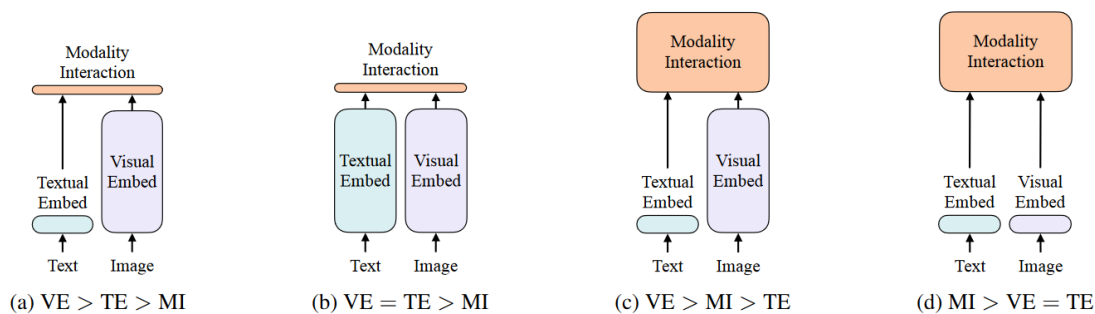 Modality
Interaction
Textual
Embed
Visual
Embed
Text
Image
(a) VE > TE > MI
Modality
Interaction
Textual
Embed
Visual
Embed
Text
Image
(b) VE = TE > MI
Modality
Interaction
Textual
Embed
Visual
Embed
Text
Image
(c) VE > MI > TE
Modality
Interaction
Textual
Embed
Visual
Embed
Text
Image
(d) MI > VE = TE